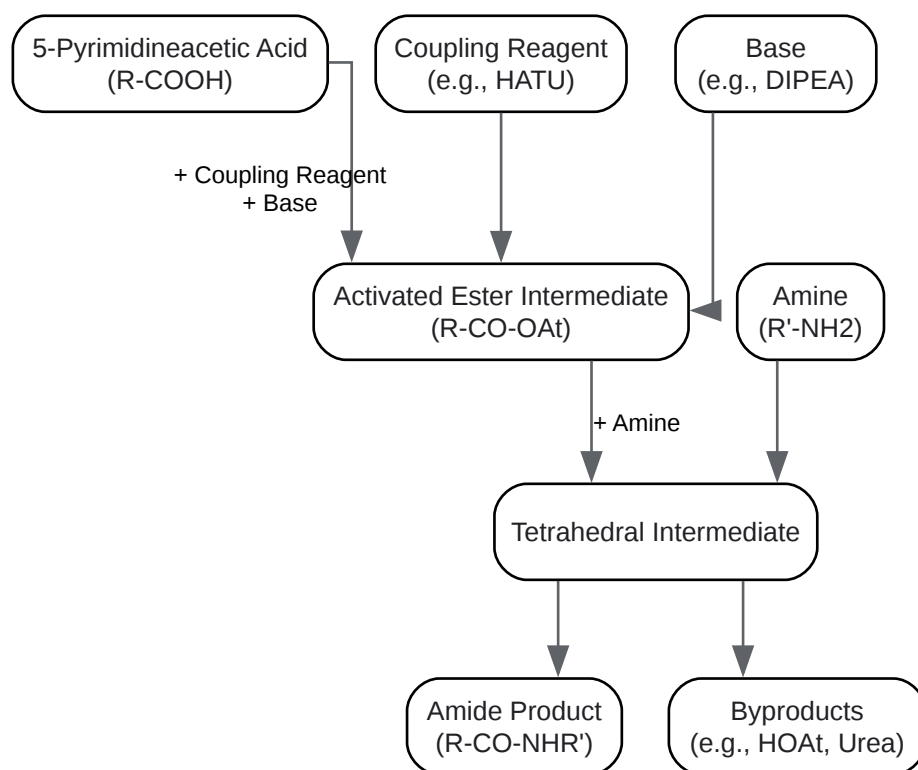 5-Pyrimidineacetic Acid
(R-COOH)
Coupling Reagent
(e.g., HATU)
Base
(e.g., DIPEA)
+ Coupling Reagent
+ Base
Activated Ester Intermediate
(R-CO-OAt)
Amine
(R'-NH2)
+ Amine
Tetrahedral Intermediate
Amide Product
(R-CO-NHR')
Byproducts
(e.g., HOAt, Urea)